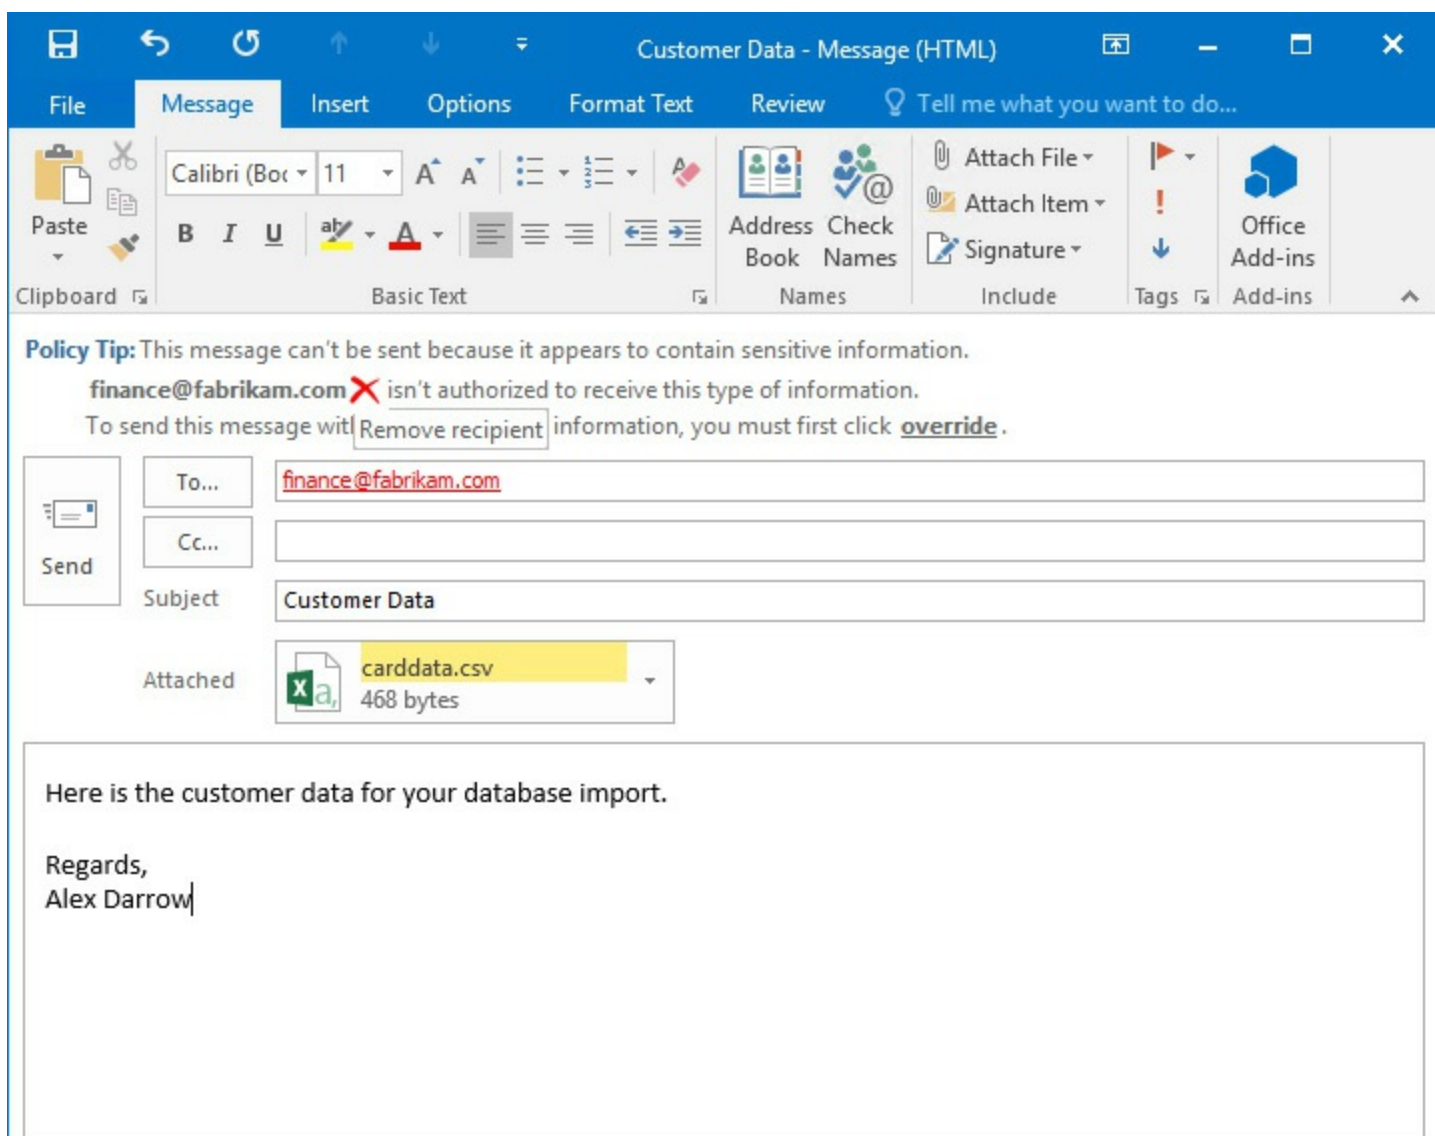 Customer Data - Message (HTML)
File Message Insert Options Format Text Review Tell me what you want to do...
Paste
Calibri (Boc 11
B I U aby A
Address Book
Check Names
Attach File
Attach Item
Signature
Office Add-ins
Clipboard Basic Text Names Include Tags Add-ins
Policy Tip: This message can't be sent because it appears to contain sensitive information.
finance@fabrikam.com isn't authorized to receive this type of information.
To send this message wit information, you must first click override.
Remove recipient
Send
To... finance@fabrikam.com
Cc...
Subject Customer Data
Attached carddata.csv
468 bytes
Here is the customer data for your database import.
Regards,
Alex Darrow